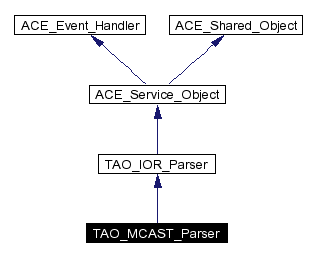 ACE_Event_Handler
ACE_Shared_Object
ACE_Service_Object
TAO_IOR_Parser
TAO_MCAST_Parser